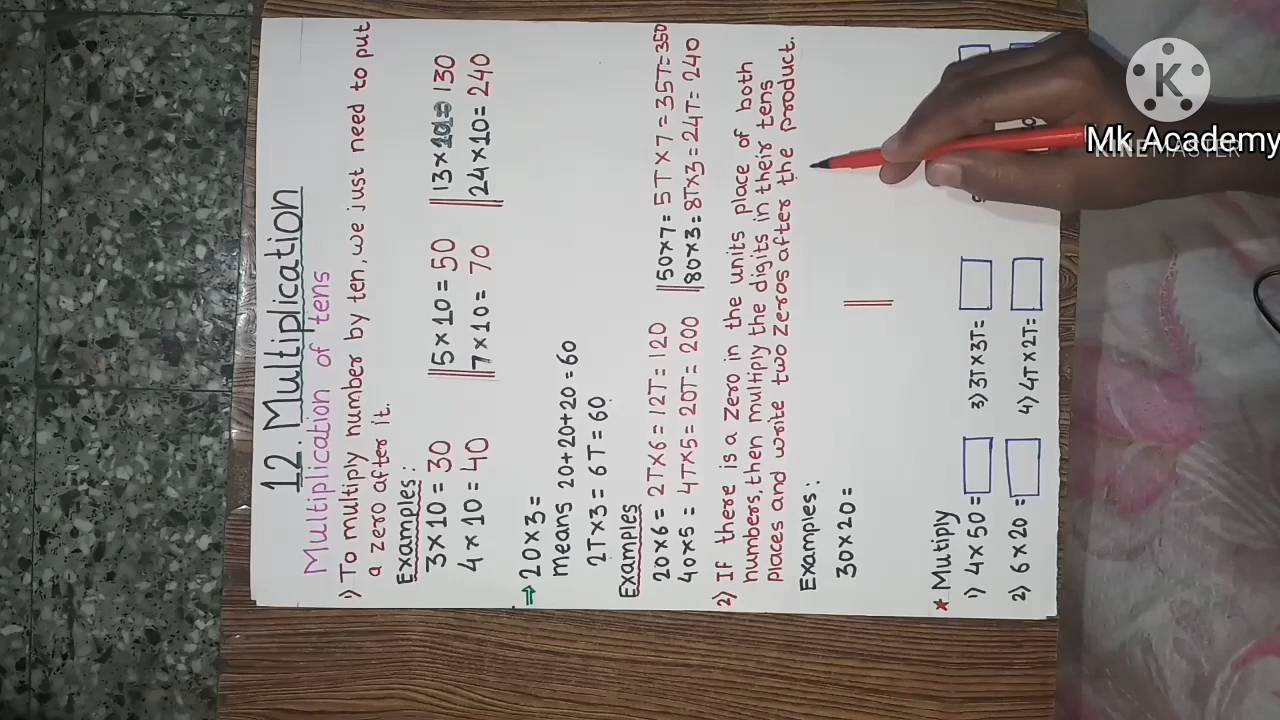 12. Multiplication
Multiplication of tens
1) To multiply number by ten, we just need to put
a zero after it.
Examples:
3×10=30 5×10=50 13×10=130
4×10=40 7×10=70 24×10=240
⇒ 20×3=
means 20+20+20=60
2T×3=6T=60
Examples
20×6=2T×6=12T=120 50×7=5T×7=35T=350
40×5=4T×5=20T=200 80×3=8T×3=24T=240
2) If there is a zero in the units place of both
numbers, then multiply the digits in their tens
places and write two zeros after the product.
Examples:
30×20=
★ Mutiply
1) 4×50= 3) 3T×3T=
2) 6×20= 4) 4T×2T=
K
Mk Academy
KINEMASTER